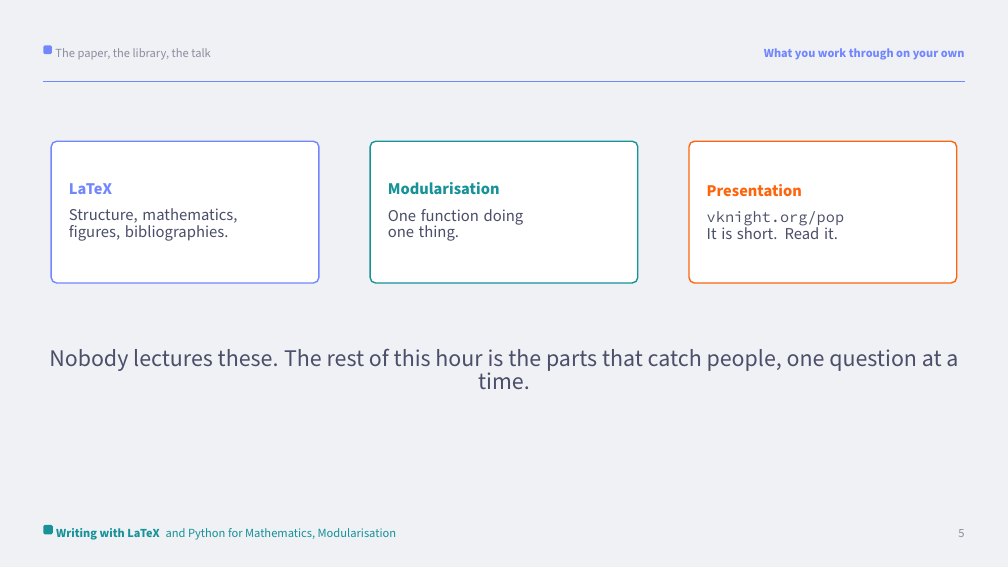 The paper, the library, the talk
What you work through on your own
LaTeX
Structure, mathematics,
figures, bibliographies.
Modularisation
One function doing
one thing.
Presentation
vknight.org/pop
It is short. Read it.
Nobody lectures these. The rest of this hour is the parts that catch people, one question at a
time.
Writing with LaTeX and Python for Mathematics, Modularisation
5